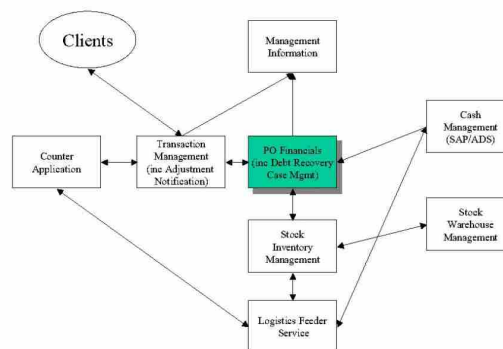 Clients
Management
Information
Counter
Application
Transaction
Management
(inc Adjustment
Notification)
PO Financials
(inc Debt Recovery
Case Mgmt)
Cash
Management
(SAP/ADS)
Stock
Inventory
Management
Stock
Warehouse
Management
Logistics Feeder
Service